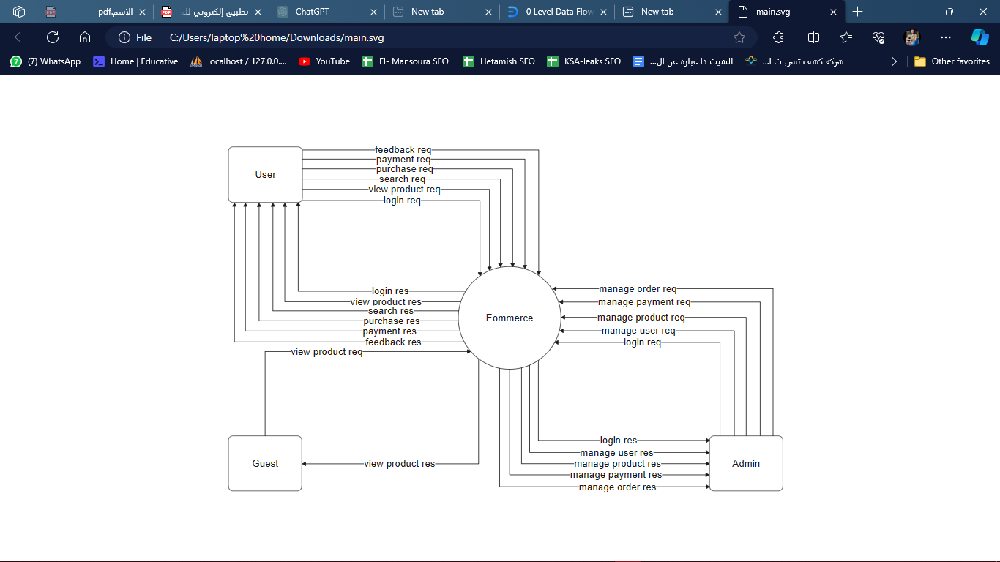 الاسم.pdf
تطبيق إلكتروني للـ
ChatGPT
New tab
0 Level Data Flow
New tab
main.svg
File
C:/Users/laptop%20home/Downloads/main.svg
(7) WhatsApp
Home | Educative
localhost / 127.0.0....
YouTube
El- Mansoura SEO
Hetamish SEO
KSA-leaks SEO
الشيت دا عبارة عن ال...
شركة كشف تسربات ا...
Other favorites
User
feedback req
payment req
purchase req
search req
view product req
login req
login res
view product res
search res
purchase res
payment res
feedback res
view product req
Eommerce
manage order req
manage payment req
manage product req
manage user req
login req
Guest
view product res
login res
manage user res
manage product res
manage payment res
manage order res
Admin